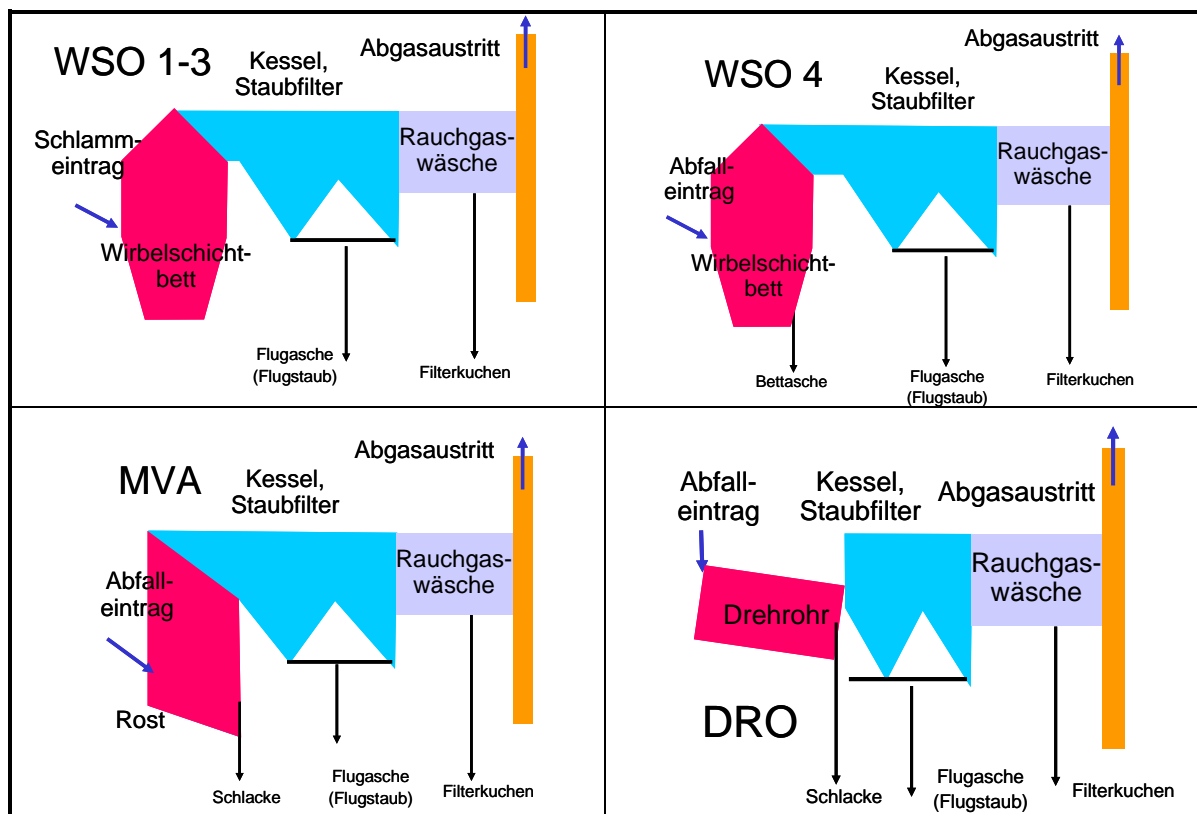 WSO 1-3
Kessel,
Staubfilter
Abgasaustritt
Schlamm-
eintrag
Rauchgas-
wäsche
Wirbelschicht-
bett
Flugasche
(Flugstaub)
Filterkuchen
WSO 4
Kessel,
Staubfilter
Abgasaustritt
Abfall-
eintrag
Rauchgas-
wäsche
Wirbelschicht-
bett
Bettasche
Flugasche
(Flugstaub)
Filterkuchen
MVA
Kessel,
Staubfilter
Abgasaustritt
Abfall-
eintrag
Rauchgas-
wäsche
Rost
Schlacke
Flugasche
(Flugstaub)
Filterkuchen
Abfall-
eintrag
Kessel,
Staubfilter
Abgasaustritt
Rauchgas-
wäsche
Drehrohr
DRO
Schlacke
Flugasche
(Flugstaub)
Filterkuchen